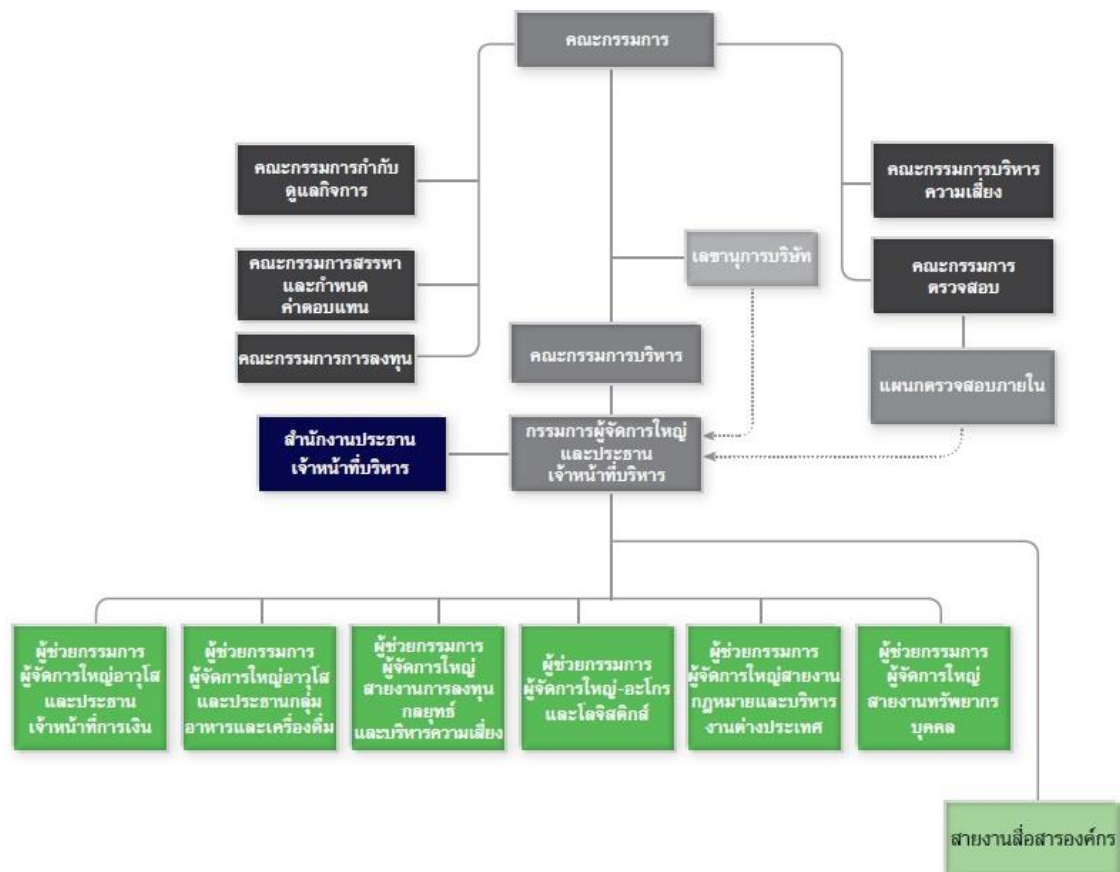 คณะกรรมการ
คณะกรรมการกำกับ
ดูแลกิจการ
คณะกรรมการบริหาร
ความเสี่ยง
คณะกรรมการสรรหา
และกำหนด
ค่าตอบแทน
เลขานุการบริษัท
คณะกรรมการ
ตรวจสอบ
คณะกรรมการการลงทุน
คณะกรรมการบริหาร
แผนกตรวจสอบภายใน
สำนักงานประธาน
เจ้าหน้าที่บริหาร
กรรมการผู้จัดการใหญ่
และประธาน
เจ้าหน้าที่บริหาร
ผู้ช่วยกรรมการ
ผู้จัดการใหญ่อาวุโส
และประธาน
เจ้าหน้าที่การเงิน
ผู้ช่วยกรรมการ
ผู้จัดการใหญ่อาวุโส
และประธานกลุ่ม
อาหารและเครื่องดื่ม
ผู้ช่วยกรรมการ
ผู้จัดการใหญ่
สายงานการลงทุน
กลยุทธ์
และบริหารความเสี่ยง
ผู้ช่วยกรรมการ
ผู้จัดการใหญ่-อะโกร
และโลจิสติกส์
ผู้ช่วยกรรมการ
ผู้จัดการใหญ่สายงาน
กฎหมายและบริหาร
งานต่างประเทศ
ผู้ช่วยกรรมการ
ผู้จัดการใหญ่
สายงานทรัพยากร
บุคคล
สายงานสื่อสารองค์กร